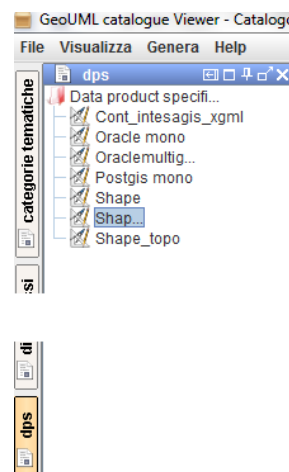 GeoUML catalogue Viewer - Catalogo
File Visualizza Genera Help
dps
Data product specifi...
Cont_intesagis_xgml
Oracle mono
Oraclemultig...
Postgis mono
Shape
Shap...
Shape_topo
categorie tematiche
dps